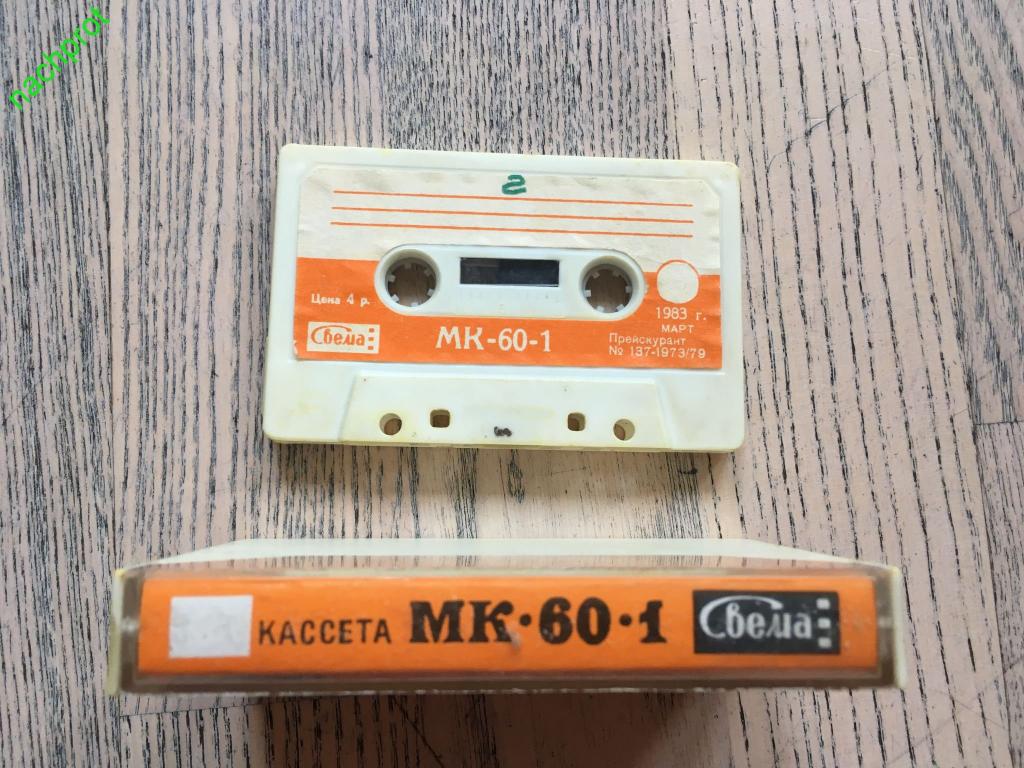 nachprot
2
Цена 4 р.
Свема
МК-60-1
1983 г.
МАРТ
Прейскурант
№ 137-1973/79
КАССЕТА МК·60·1 Свема